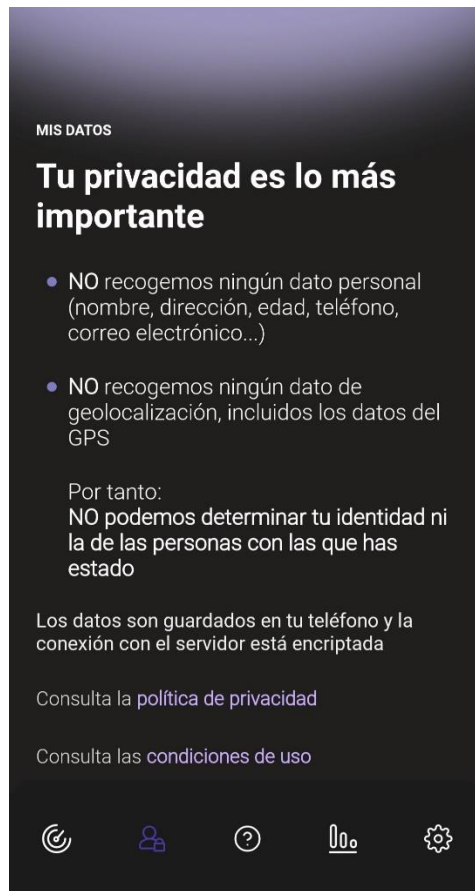 MIS DATOS
Tu privacidad es lo más
importante
NO recogemos ningún dato personal
(nombre, dirección, edad, teléfono,
correo electrónico...)
NO recogemos ningún dato de
geolocalización, incluidos los datos del
GPS
Por tanto:
NO podemos determinar tu identidad ni
la de las personas con las que has
estado
Los datos son guardados en tu teléfono y la
conexión con el servidor está encriptada
Consulta la política de privacidad
Consulta las condiciones de uso